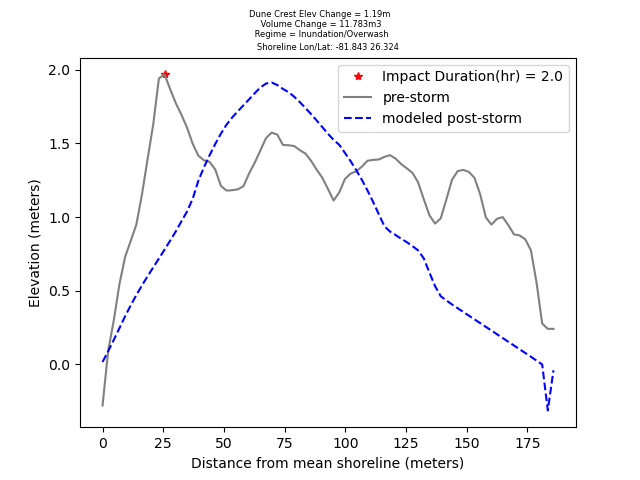 Dune Crest Elev Change = 1.19m
Volume Change = 11.783m3
Regime = Inundation/Overwash
Shoreline Lon/Lat: -81.843 26.324
Impact Duration(hr) = 2.0
pre-storm
modeled post-storm
Elevation (meters)
2.0
1.5
1.0
0.5
0.0
0 25 50 75 100 125 150 175
Distance from mean shoreline (meters)